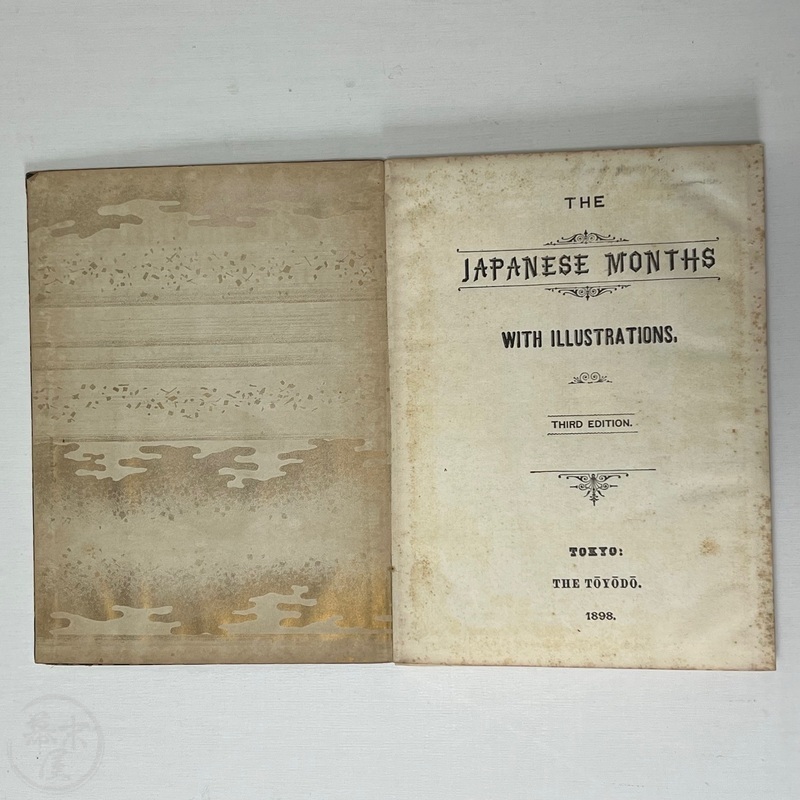 THE
JAPANESE MONTHS
WITH ILLUSTRATIONS.
THIRD EDITION.
TOKYO:
THE TŌYŌDŌ.
1898.